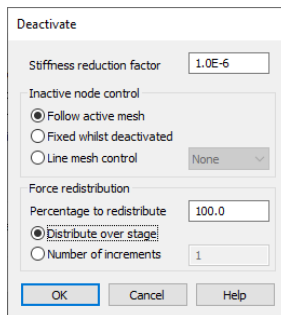 Deactivate
Stiffness reduction factor 1.0E-6
Inactive node control
Follow active mesh
Fixed whilst deactivated
Line mesh control None
Force redistribution
Percentage to redistribute 100.0
Distribute over stage
Number of increments 1
OK Cancel Help